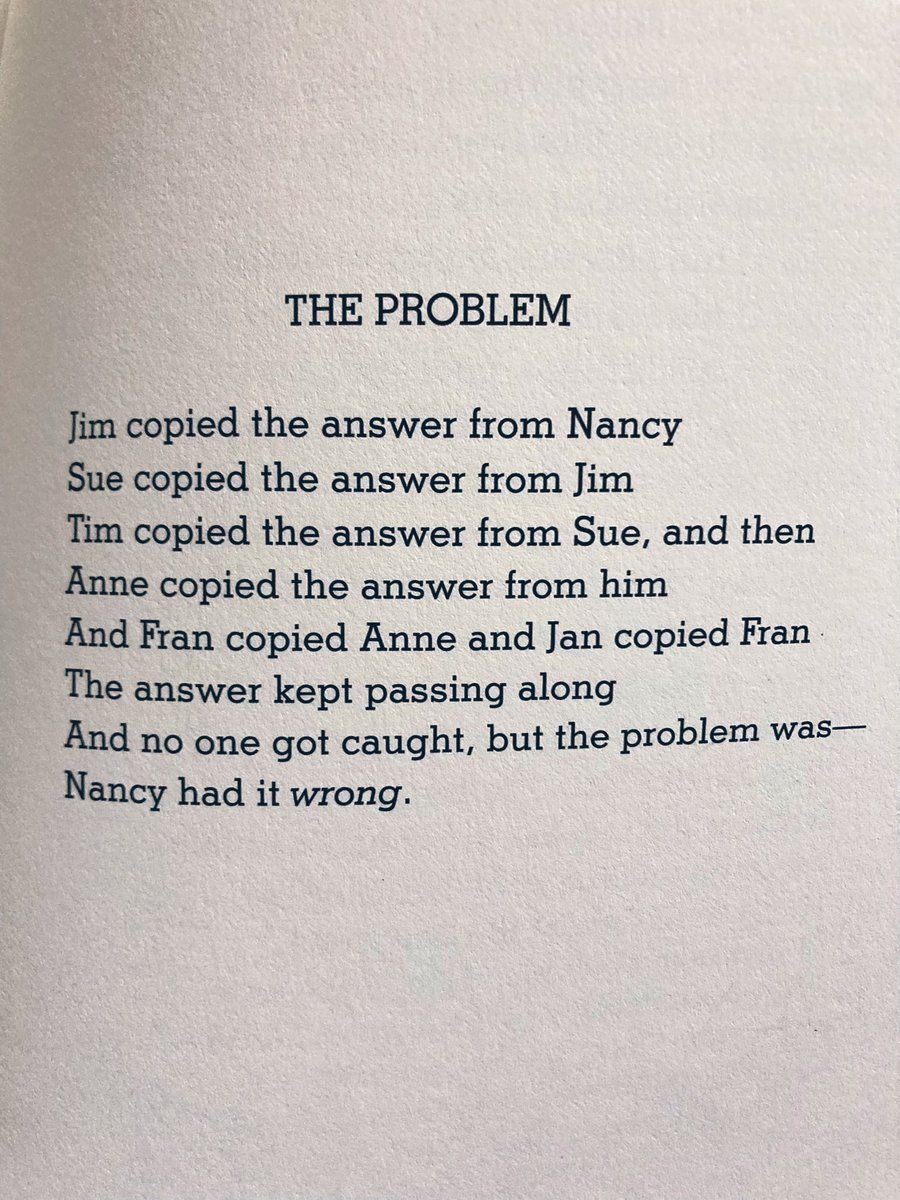 THE PROBLEM
Jim copied the answer from Nancy
Sue copied the answer from Jim
Tim copied the answer from Sue, and then
Anne copied the answer from him
And Fran copied Anne and Jan copied Fran
The answer kept passing along
And no one got caught, but the problem was—
Nancy had it wrong.